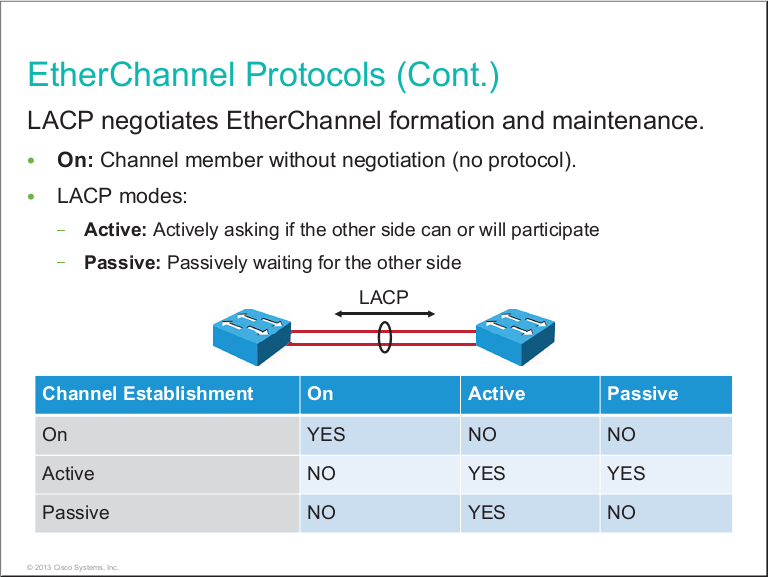 EtherChannel Protocols (Cont.)
LACP negotiates EtherChannel formation and maintenance.
• On: Channel member without negotiation (no protocol).
• LACP modes:
– Active: Actively asking if the other side can or will participate
– Passive: Passively waiting for the other side
LACP
Channel Establishment On Active Passive
On YES NO NO
Active NO YES YES
Passive NO YES NO
© 2013 Cisco Systems, Inc.